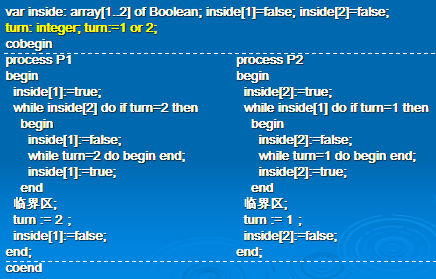 var inside: array[1..2] of Boolean; inside[1]=false; inside[2]=false;
turn: integer; turn:=1 or 2;
cobegin
process P1
begin
inside[1]:=true;
while inside[2] do if turn=2 then
begin
inside[1]:=false;
while turn=2 do begin end;
inside[1]:=true;
end
临界区;
turn := 2 ;
inside[1]:=false;
end;
process P2
begin
inside[2]:=true;
while inside[1] do if turn=1 then
begin
inside[2]:=false;
while turn=1 do begin end;
inside[2]:=true;
end
临界区;
turn := 1 ;
inside[2]:=false;
end;
coend